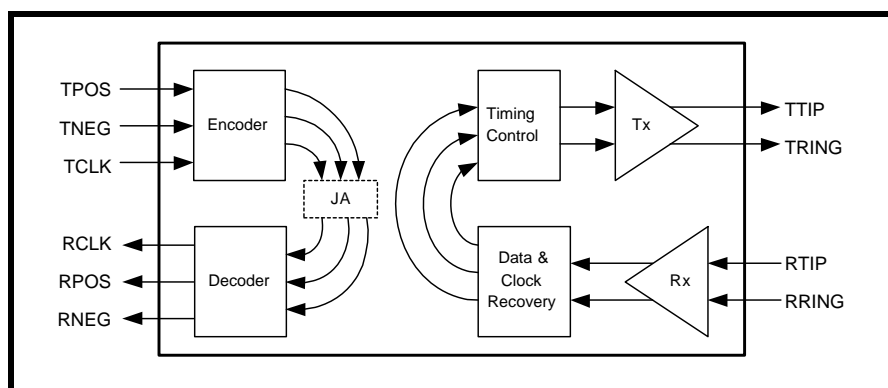 TPOS
TNEG
TCLK
Encoder
JA
RCLK
RPOS
RNEG
Decoder
Timing
Control
Tx
TTIP
TRING
Data &
Clock
Recovery
Rx
RTIP
RRING